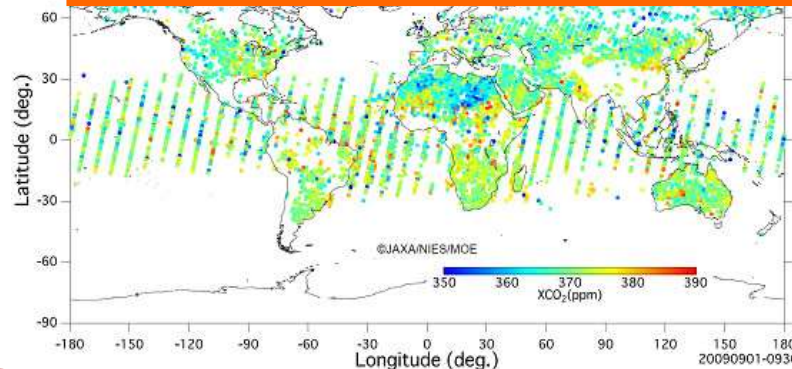 60
30
0
-30
-60
-90
Latitude (deg.)
©JAXA/NIES/MOE
350 360 370 380 390
XCO₂(ppm)
-180 -150 -120 -90 -60 -30 0 30 60 90 120 150 180
Longitude (deg.)
20090901-0930